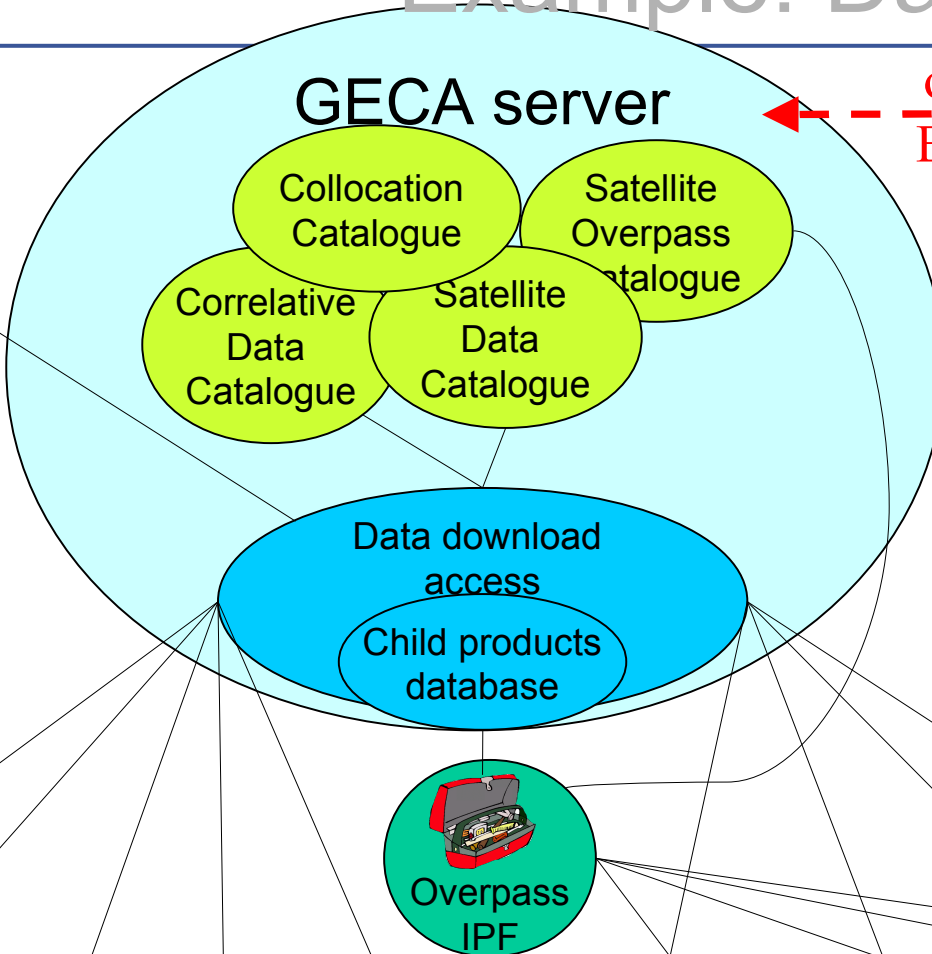 GECA server
Collocation
Catalogue
Satellite
Overpass
Correlative
Data
Catalogue
Satellite
Data
Catalogue
Data download
access
Child products
database
Overpass
IPF